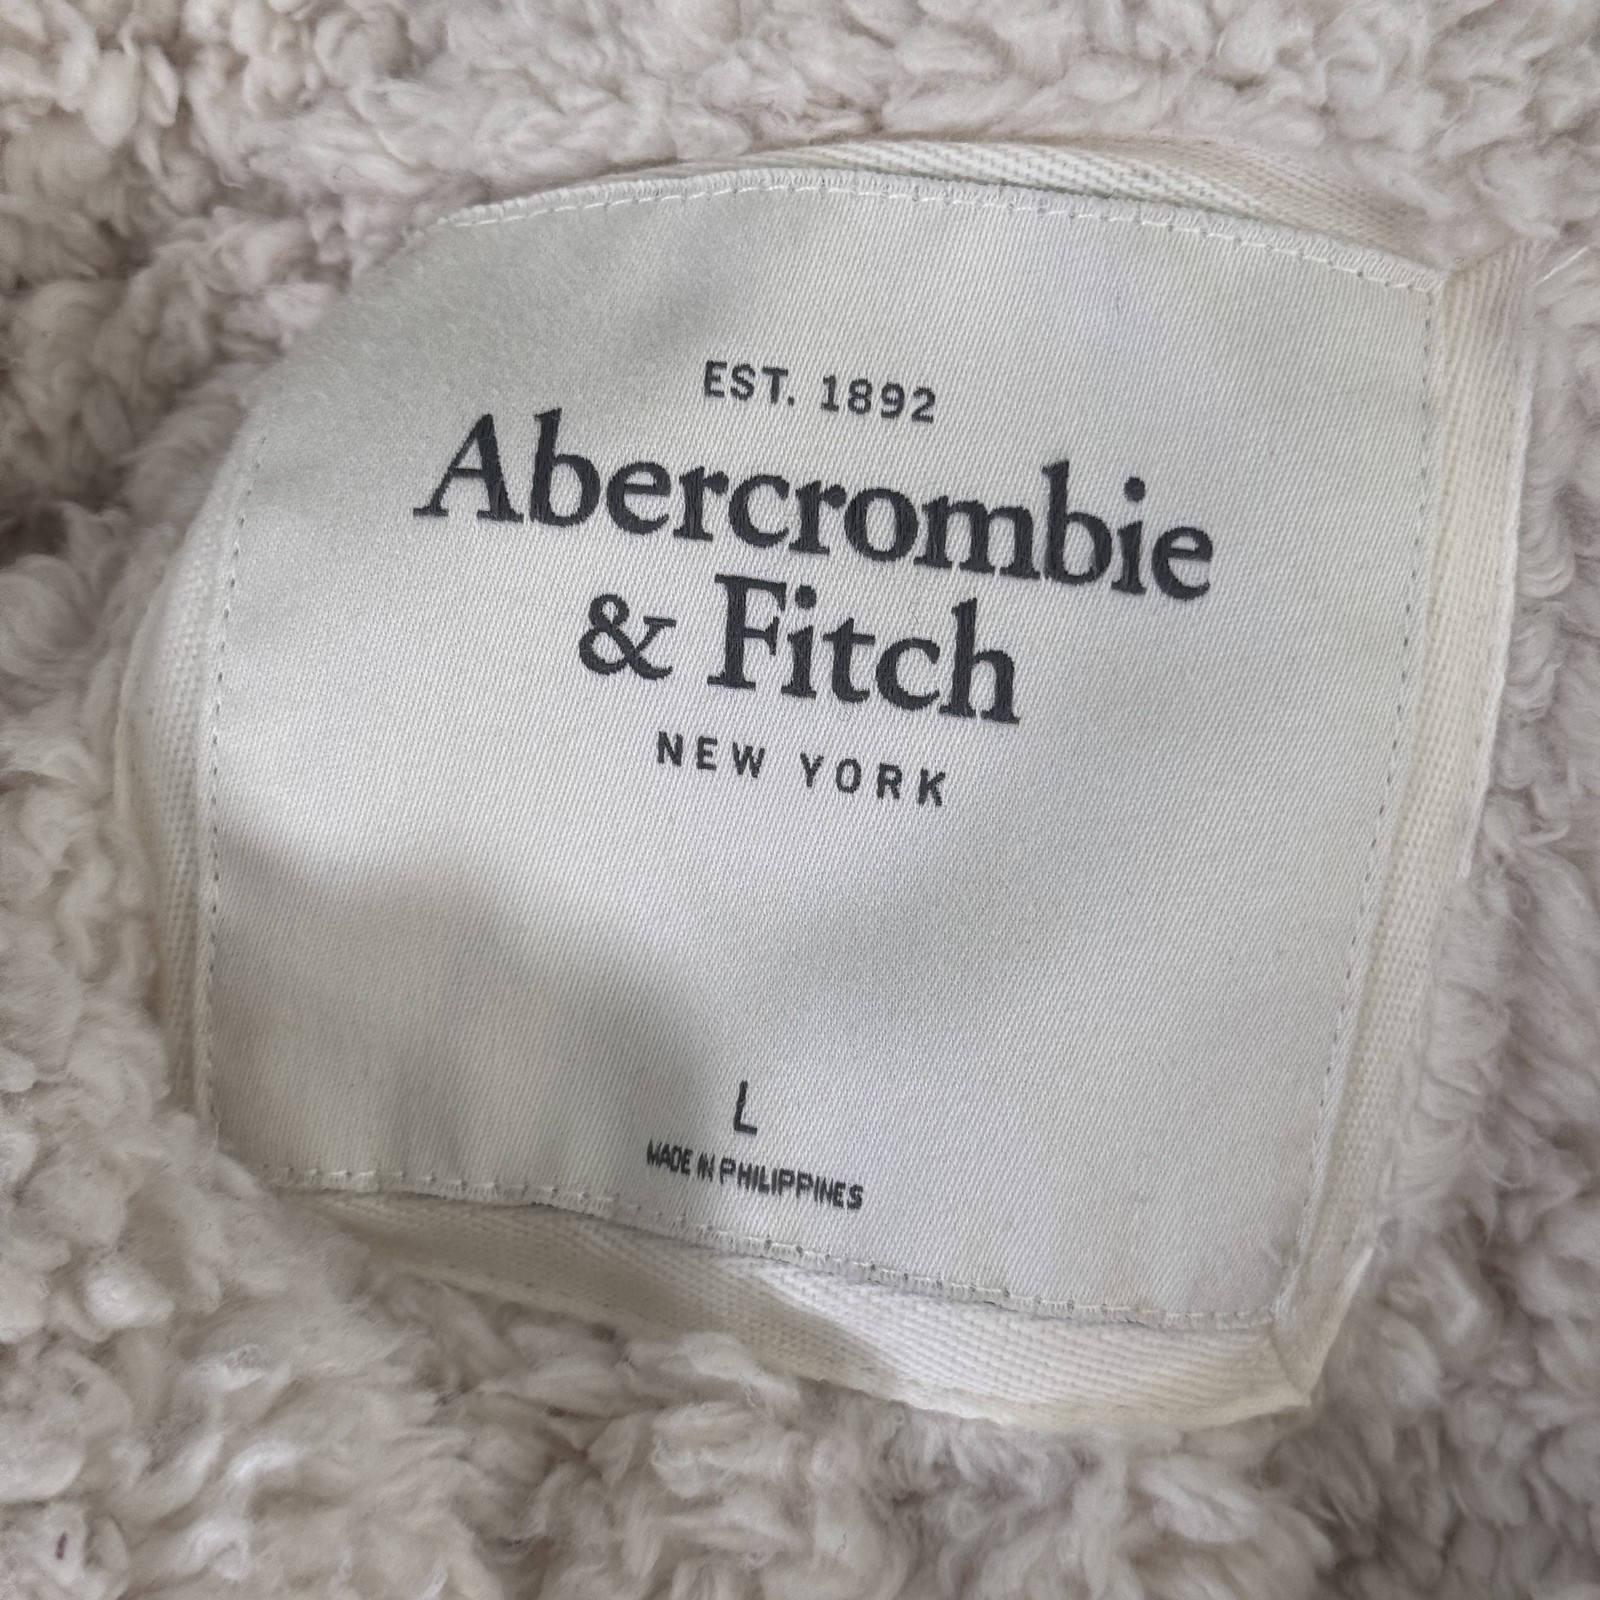 EST. 1892
Abercrombie
& Fitch
NEW YORK
L
MADE IN PHILIPPINES